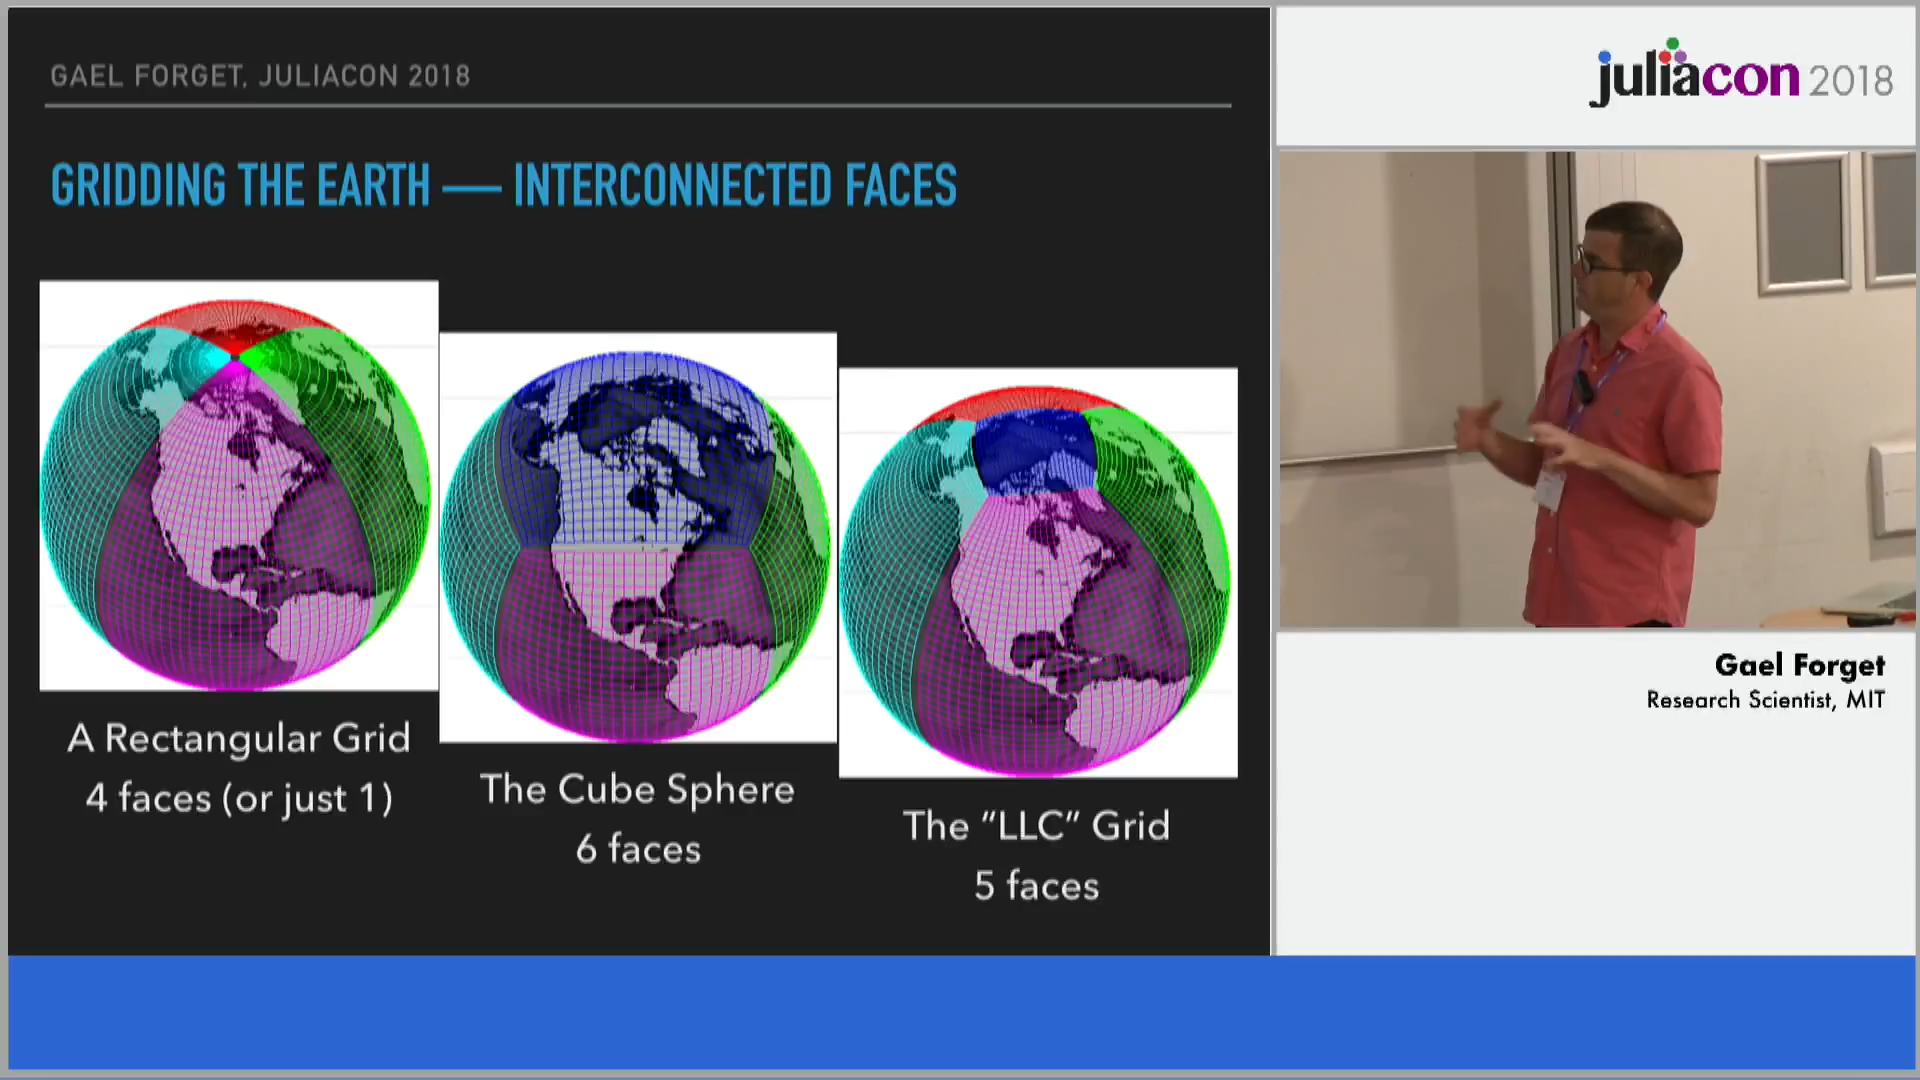 GAEL FORGET, JULIACON 2018
GRIDDING THE EARTH — INTERCONNECTED FACES
A Rectangular Grid
4 faces (or just 1)
The Cube Sphere
6 faces
The “LLC” Grid
5 faces
juliacon 2018
Gael Forget
Research Scientist, MIT